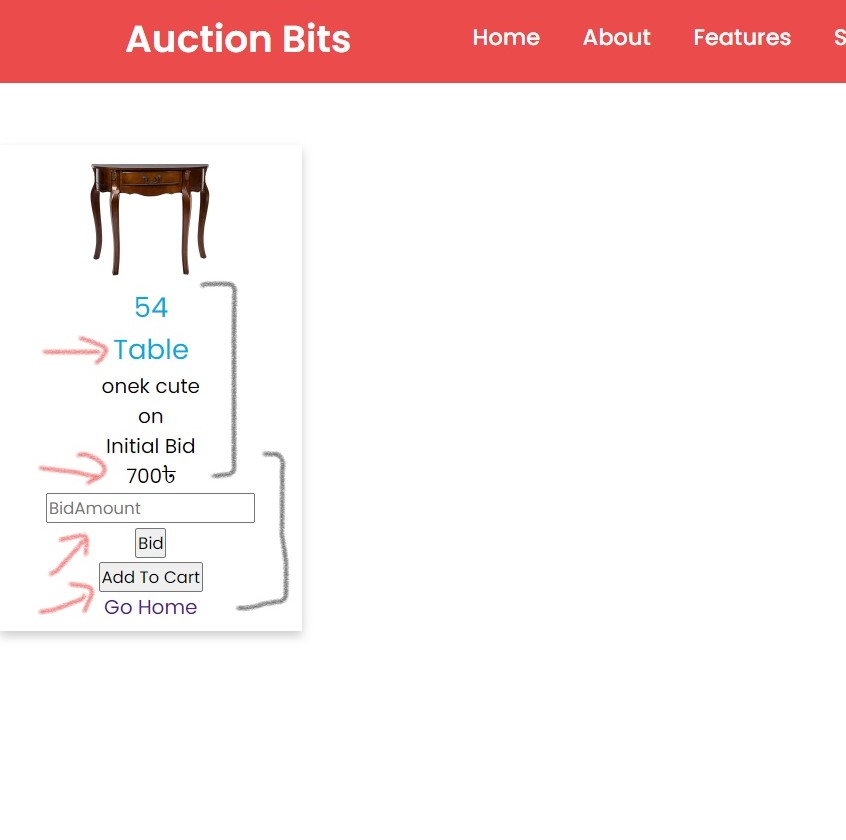 Auction Bits Home About Features S
54
Table
onek cute
on
Initial Bid
700৳
BidAmount
Bid
Add To Cart
Go Home